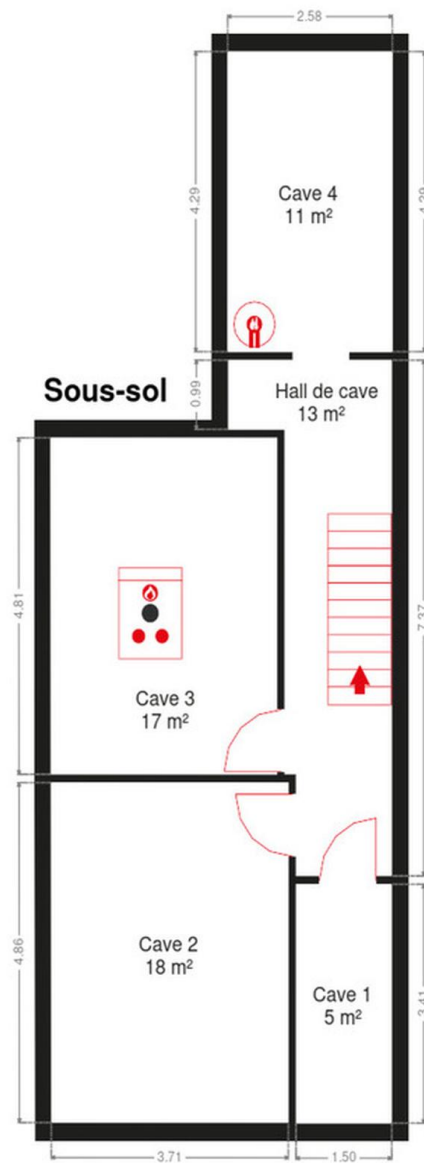 2.58
4.29
4.29
Cave 4
11 m²
Sous-sol
0.99
Hall de cave
13 m²
4.81
7.37
Cave 3
17 m²
4.86
Cave 2
18 m²
Cave 1
5 m²
3.41
3.71
1.50